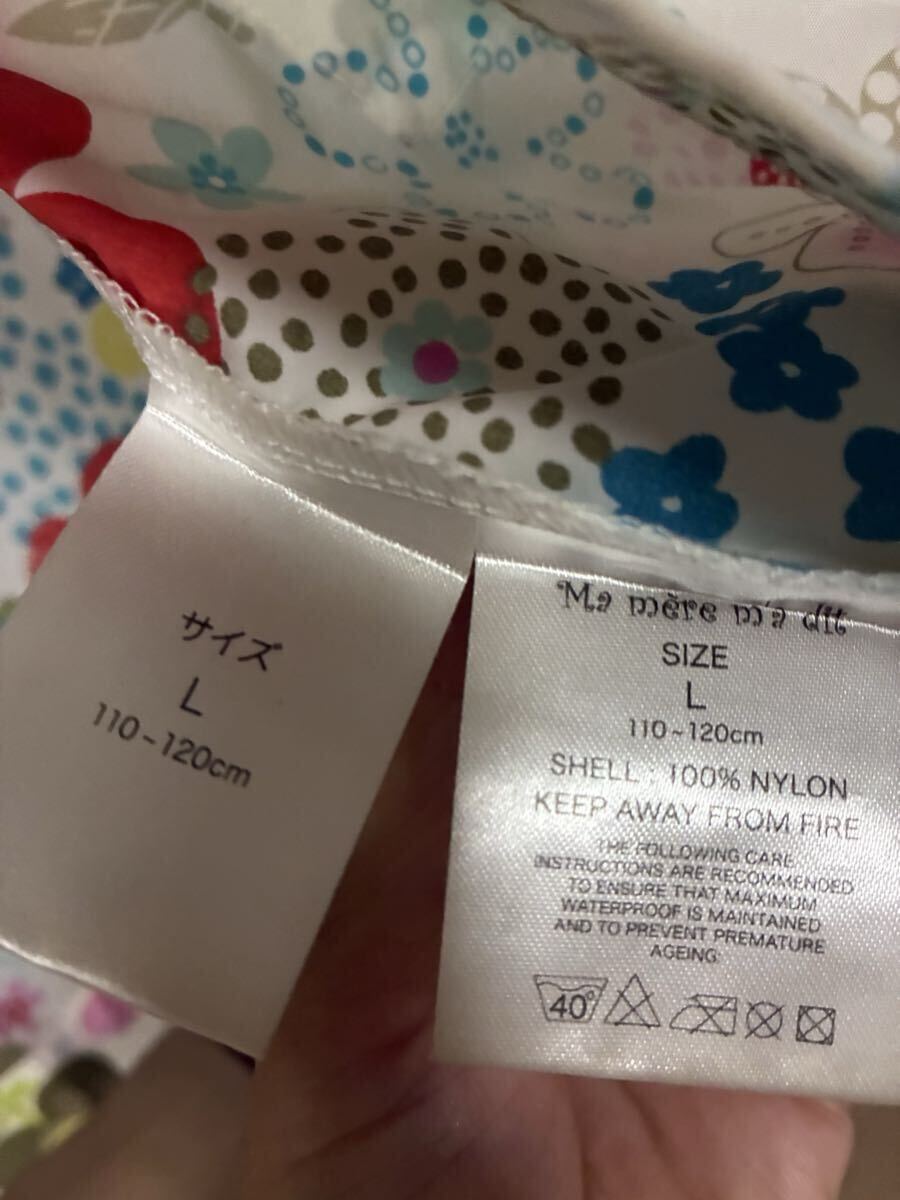 サイズ
L
110~120cm
Ma mère m'a dit
SIZE
L
110~120cm
SHELL : 100% NYLON
KEEP AWAY FROM FIRE
THE FOLLOWING CARE
INSTRUCTIONS ARE RECOMMENDED
TO ENSURE THAT MAXIMUM
WATERPROOF IS MAINTAINED
AND TO PREVENT PREMATURE
AGEING:
40°